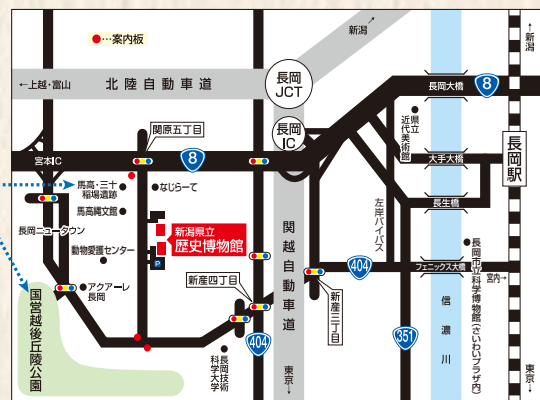 ●…案内板
新潟
↑新潟
←上越・富山
北陸自動車道
長岡
JCT
8
長岡大橋
県立
近代美術館
関原五丁目
長岡
IC
宮本IC
8
大手大橋
長岡駅
馬高・三十
稲場遺跡
なじらーて
馬高縄文館
長生橋
長岡ニュータウン
新潟県立
歴史博物館
左岸バイパス
関越自動車道
動物愛護センター
P
404
フェニックス大橋
宮内→
長岡市立科学博物館(さいわいプラザ内)
アクアーレ
長岡
新産四丁目
新産三丁目
国営越後丘陵公園
信濃川
404
351
長岡技術
科学大学
東京↓
東京↓